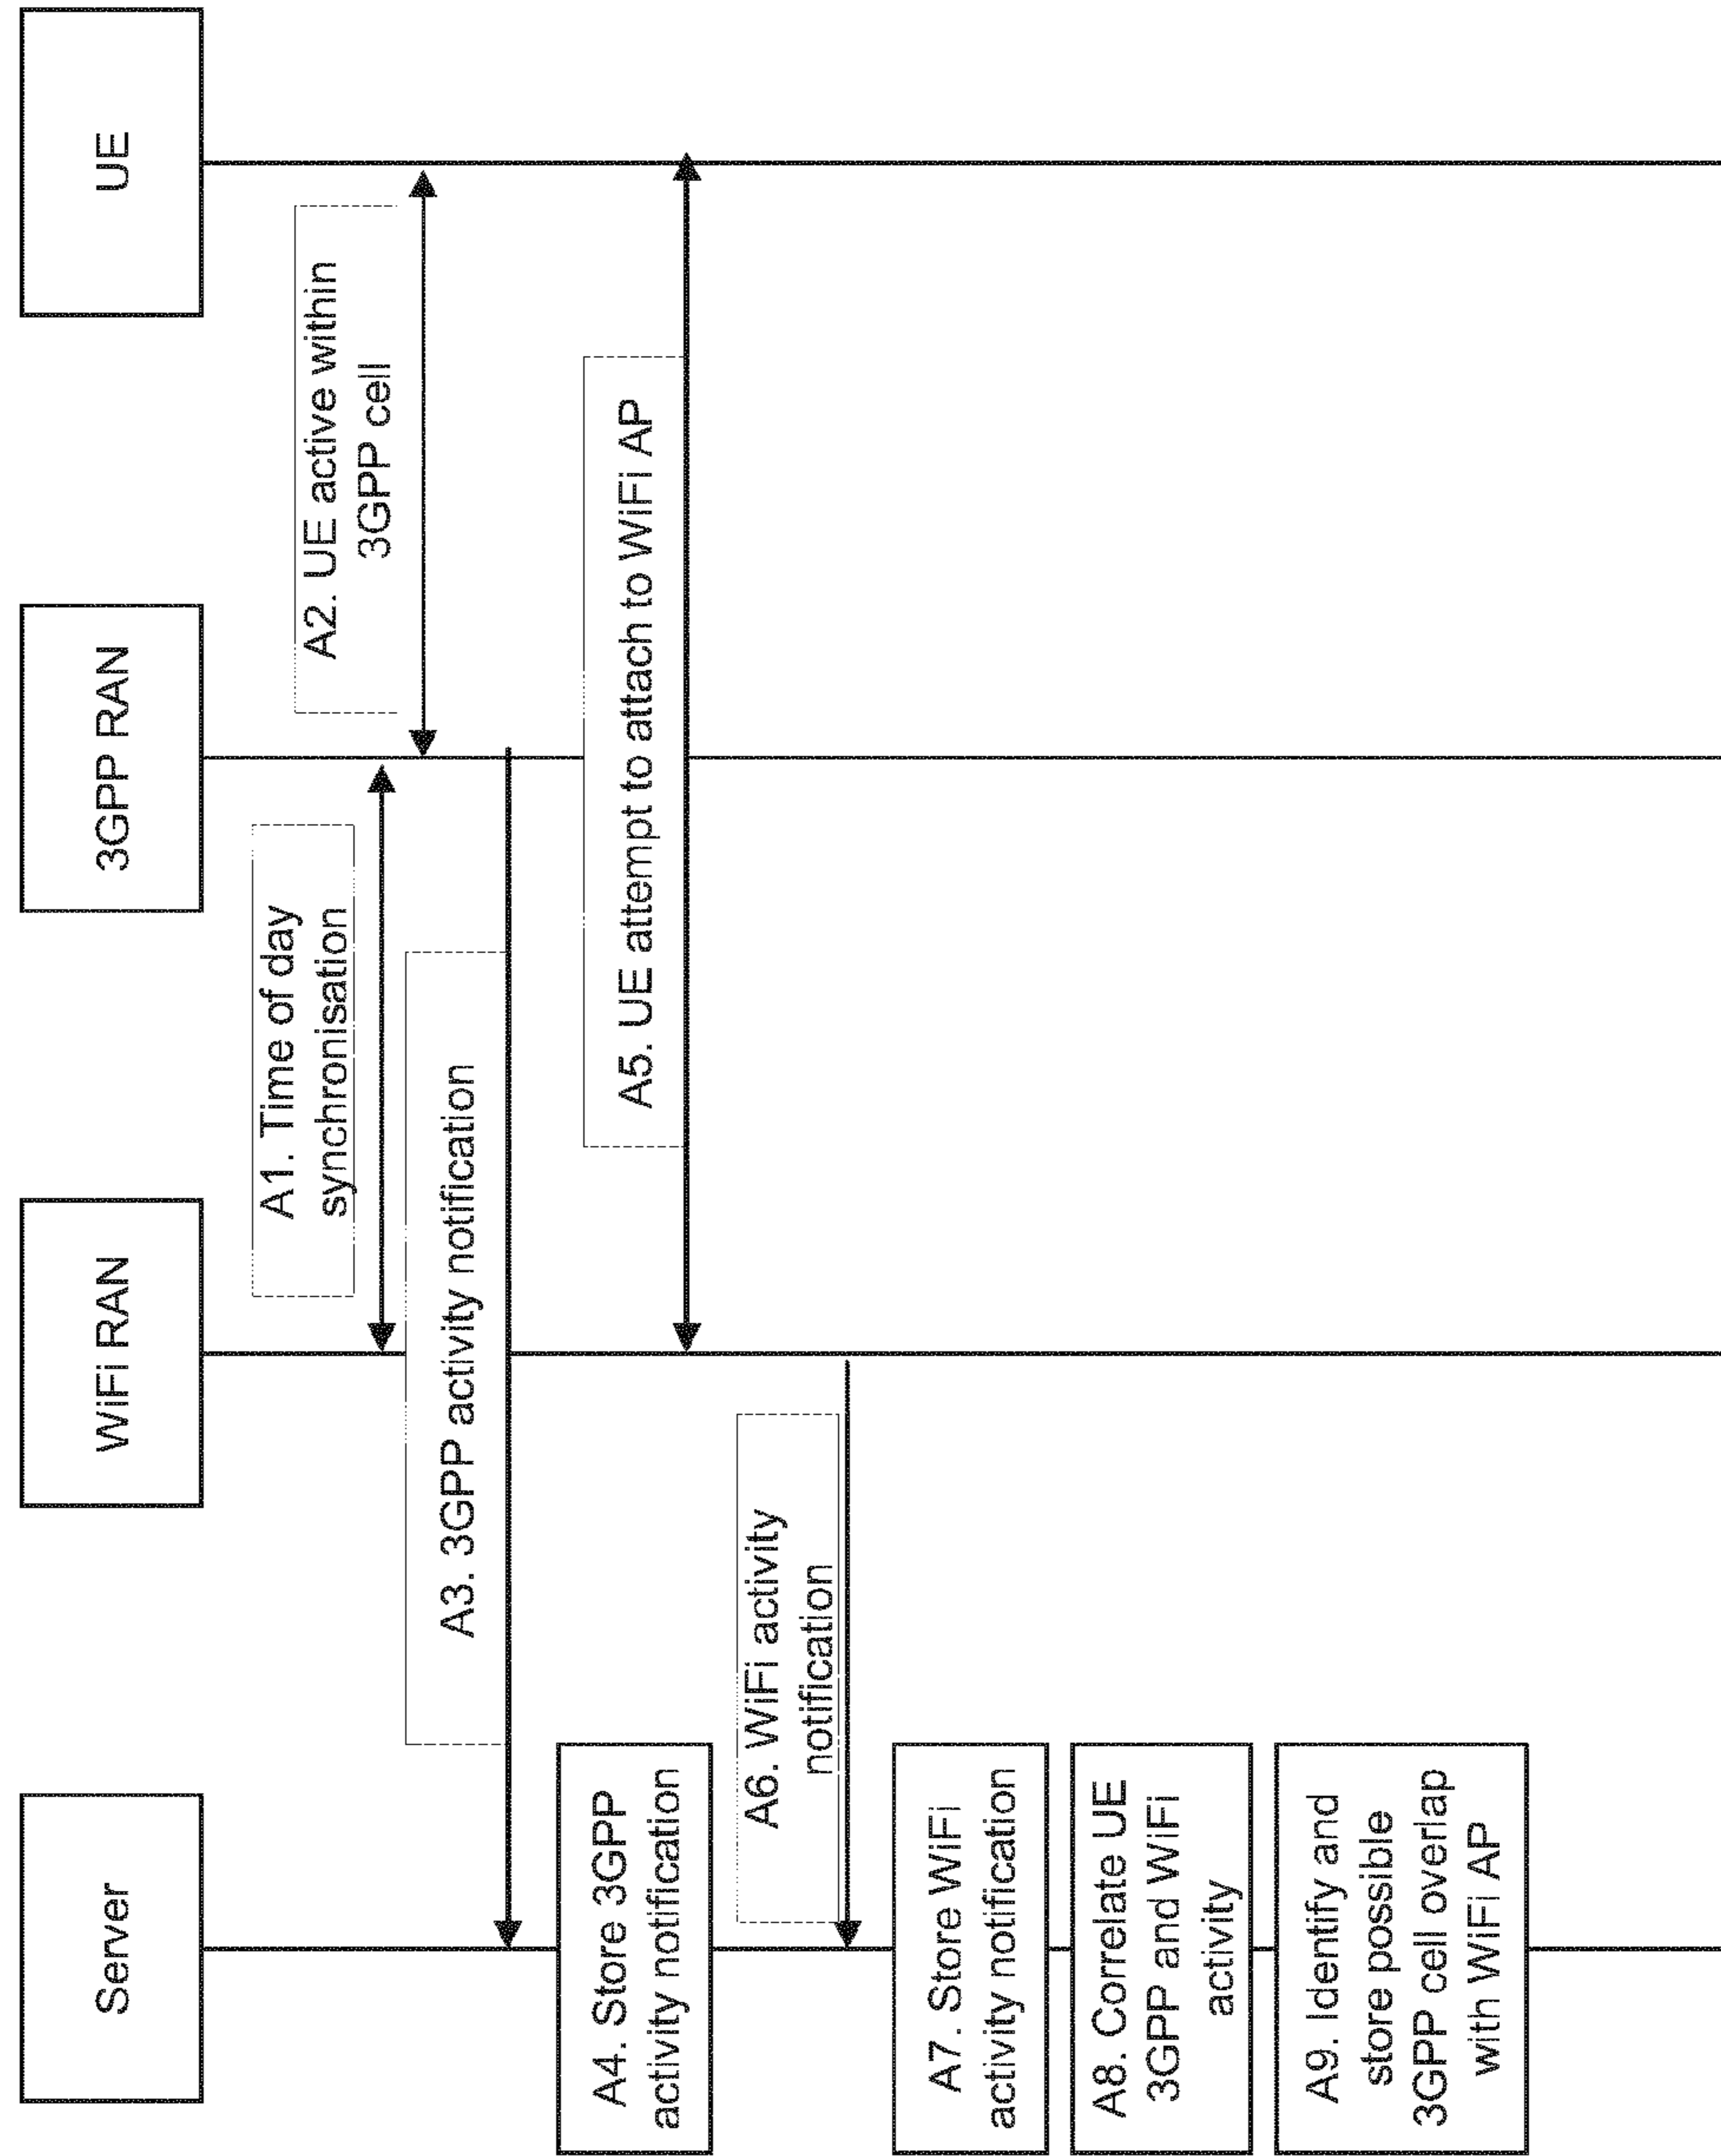 Server
WiFi RAN
3GPP RAN
UE
A1. Time of day
synchronisation
A2. UE active within
3GPP cell
A3. 3GPP activity notification
A4. Store 3GPP
activity notification
A5. UE attempt to attach to WiFi AP
A6. WiFi activity
notification
A7. Store WiFi
activity notification
A8. Correlate UE
3GPP and WiFi
activity
A9. Identify and
store possible
3GPP cell overlap
with WiFi AP